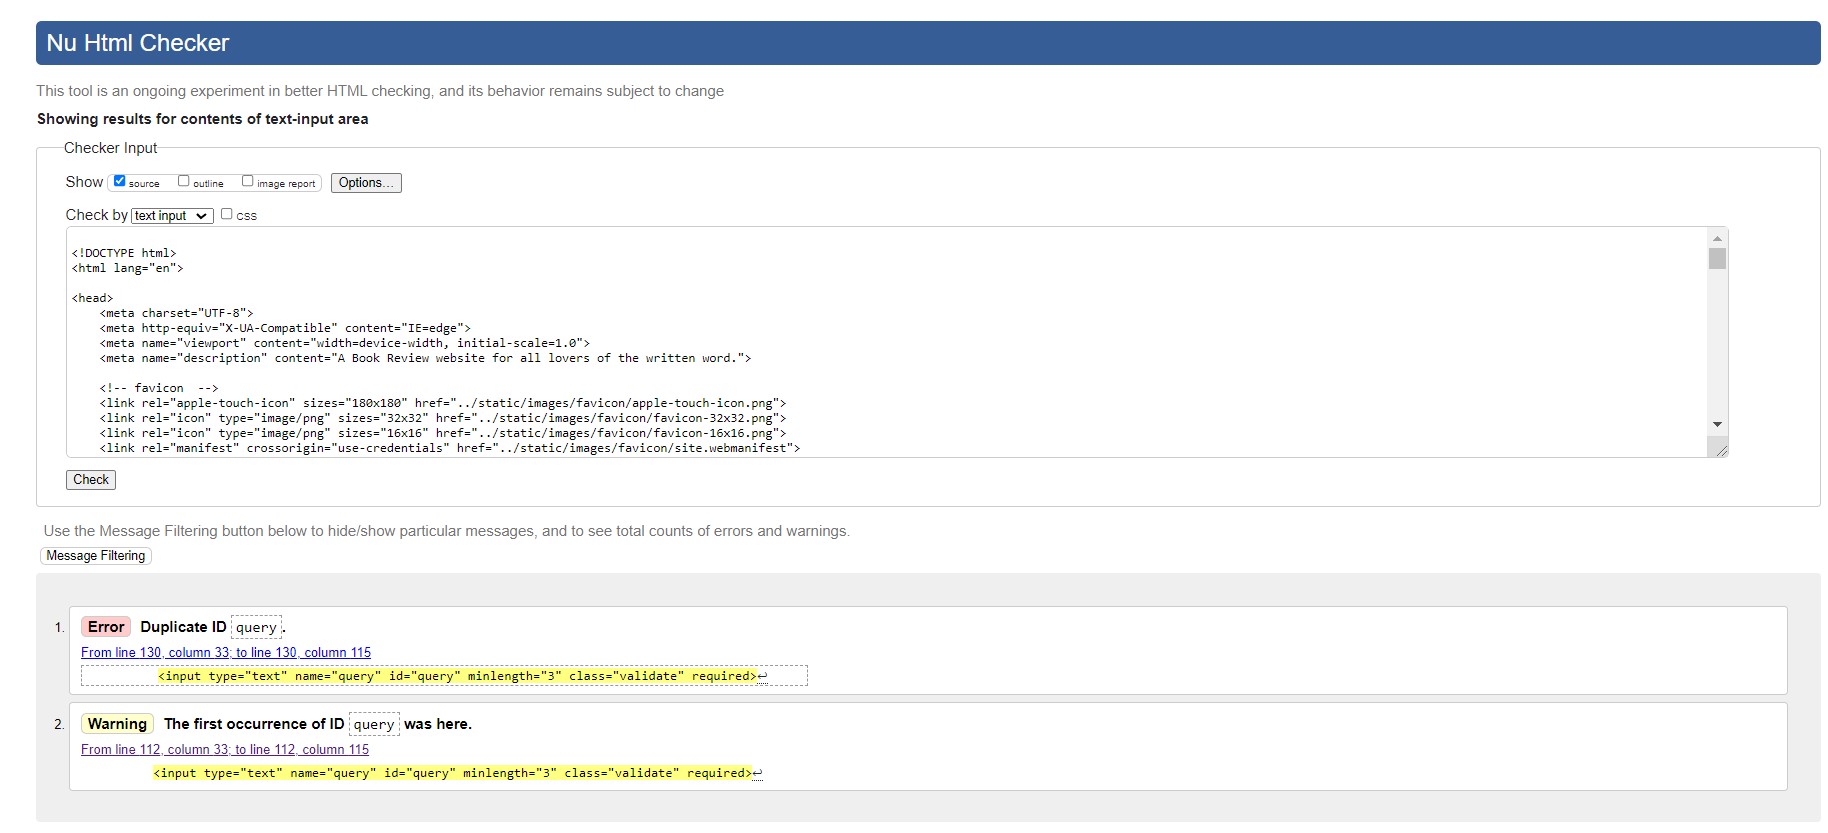 Nu Html Checker
This tool is an ongoing experiment in better HTML checking, and its behavior remains subject to change
Showing results for contents of text-input area
Checker Input
Show source outline image report Options...
Check by text input css
<!DOCTYPE html>
<html lang="en">
<head>
<meta charset="UTF-8">
<meta http-equiv="X-UA-Compatible" content="IE=edge">
<meta name="viewport" content="width=device-width, initial-scale=1.0">
<meta name="description" content="A Book Review website for all lovers of the written word.">
<!-- favicon  -->
<link rel="apple-touch-icon" sizes="180x180" href="../static/images/favicon/apple-touch-icon.png">
<link rel="icon" type="image/png" sizes="32x32" href="../static/images/favicon/favicon-32x32.png">
<link rel="icon" type="image/png" sizes="16x16" href="../static/images/favicon/favicon-16x16.png">
<link rel="manifest" crossorigin="use-credentials" href="../static/images/favicon/site.webmanifest">
Check
Use the Message Filtering button below to hide/show particular messages, and to see total counts of errors and warnings.
Message Filtering
1. Error Duplicate ID query.
From line 130, column 33; to line 130, column 115
<input type="text" name="query" id="query" minlength="3" class="validate" required>↩
2. Warning The first occurrence of ID query was here.
From line 112, column 33; to line 112, column 115
<input type="text" name="query" id="query" minlength="3" class="validate" required>↩